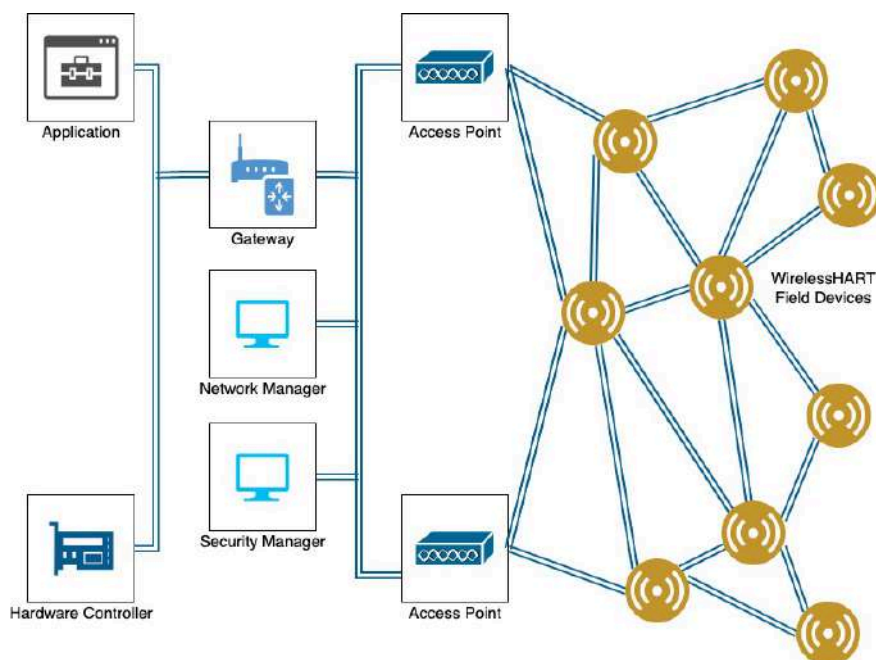 Application
Access Point
Gateway
WirelessHART
Field Devices
Network Manager
Security Manager
Hardware Controller
Access Point